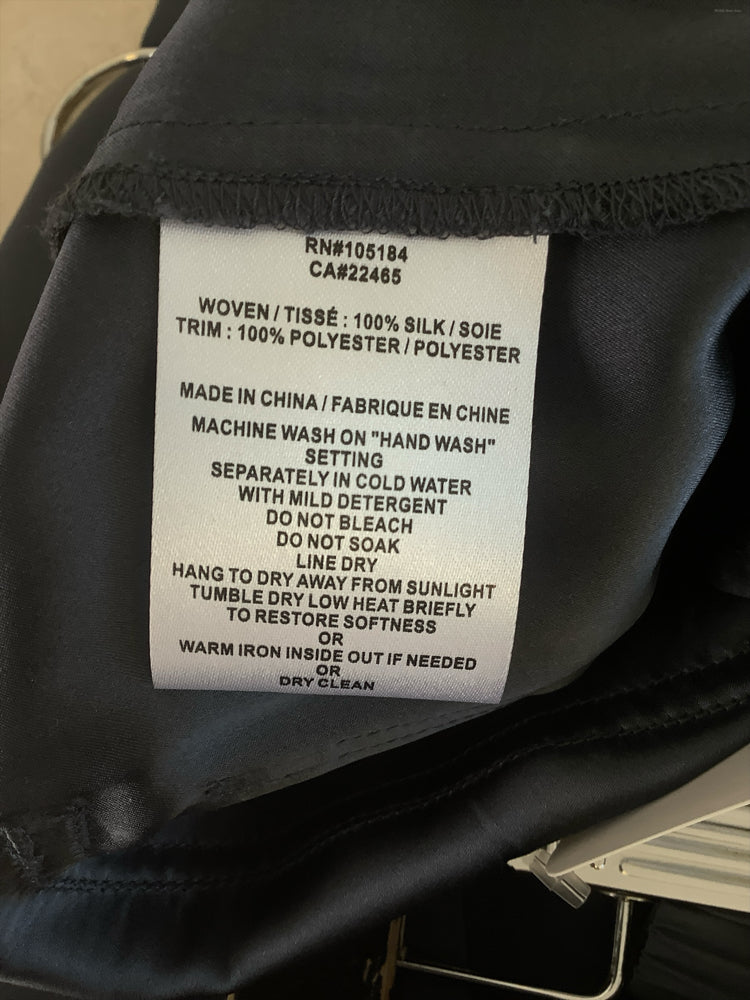 RN#105184
CA#22465
WOVEN / TISSÉ : 100% SILK / SOIE
TRIM : 100% POLYESTER / POLYESTER
MADE IN CHINA / FABRIQUE EN CHINE
MACHINE WASH ON "HAND WASH"
SETTING
SEPARATELY IN COLD WATER
WITH MILD DETERGENT
DO NOT BLEACH
DO NOT SOAK
LINE DRY
HANG TO DRY AWAY FROM SUNLIGHT
TUMBLE DRY LOW HEAT BRIEFLY
TO RESTORE SOFTNESS
OR
WARM IRON INSIDE OUT IF NEEDED
OR
DRY CLEAN